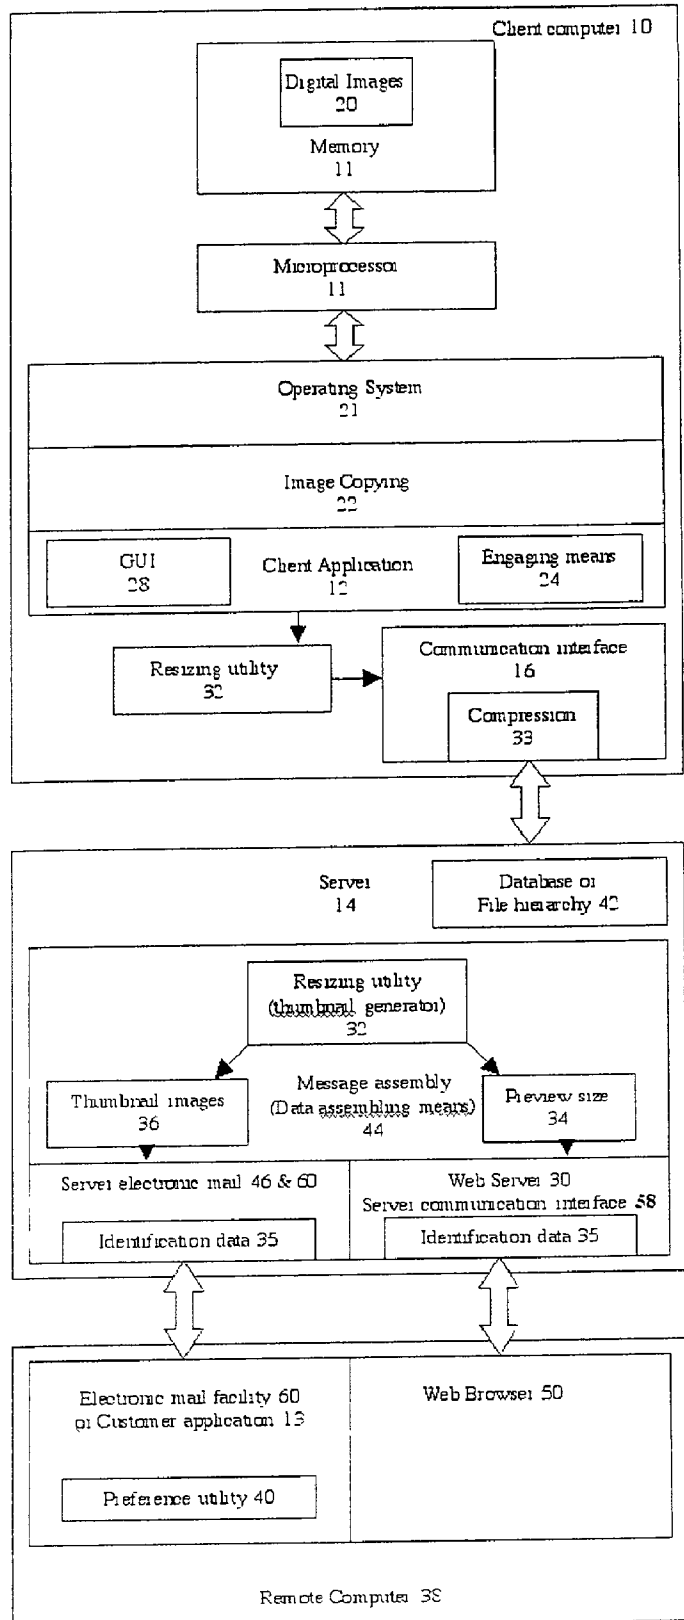 Client computer 10
Digital Images
20
Memory
11
Microprocessor
11
Operating System
21
Image Copying
22
GUI
28
Client Application
12
Engaging means
24
Resizing utility
32
Communication interface
16
Compression
33
Server
14
Database or
File hierarchy 42
Resizing utility
(thumbnail generator)
32
Thumbnail images
36
Message assembly
(Data assembling means)
44
Preview size
34
Server electronic mail 46 & 60
Identification data 35
Web Server 30
Server communication interface 58
Identification data 35
Electronic mail facility 60
or Customer application 13
Preference utility 40
Web Browser 50
Remote Computer 38